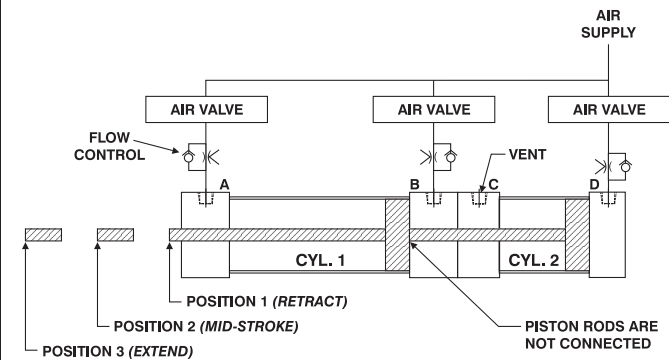 AIR
SUPPLY
AIR VALVE
AIR VALVE
AIR VALVE
FLOW
CONTROL
VENT
A
B
C
D
CYL. 1
CYL. 2
POSITION 1 (RETRACT)
POSITION 2 (MID-STROKE)
POSITION 3 (EXTEND)
PISTON RODS ARE
NOT CONNECTED